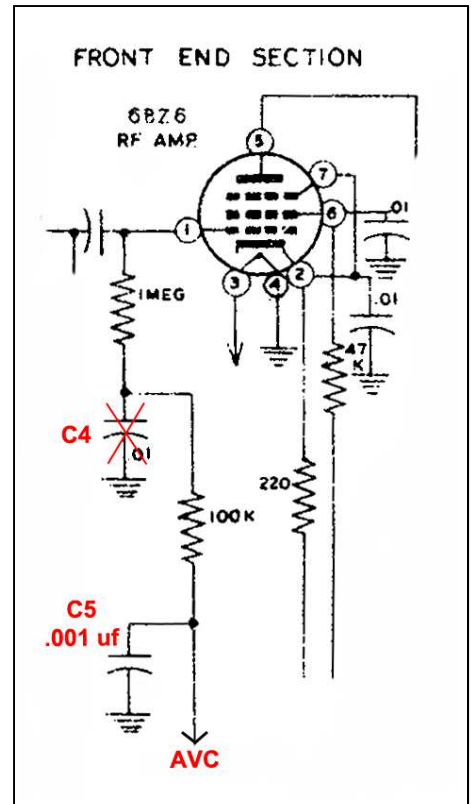 FRONT END SECTION
6BZ6
RF AMP.
5
7
6
.01
1
3
4
2
1MEG
.01
47
K
C4
.01
220
100K
C5
.001 uf
AVC